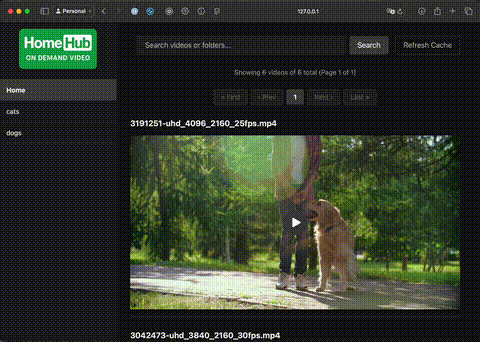 Personal
127.0.0.1
HomeHub
ON DEMAND VIDEO
Search videos or folders...
Search
Refresh Cache
Showing 6 videos of 6 total (Page 1 of 1)
« First
‹ Prev
1
Next ›
Last »
Home
cats
dogs
3191251-uhd_4096_2160_25fps.mp4
3042473-uhd_3840_2160_30fps.mp4